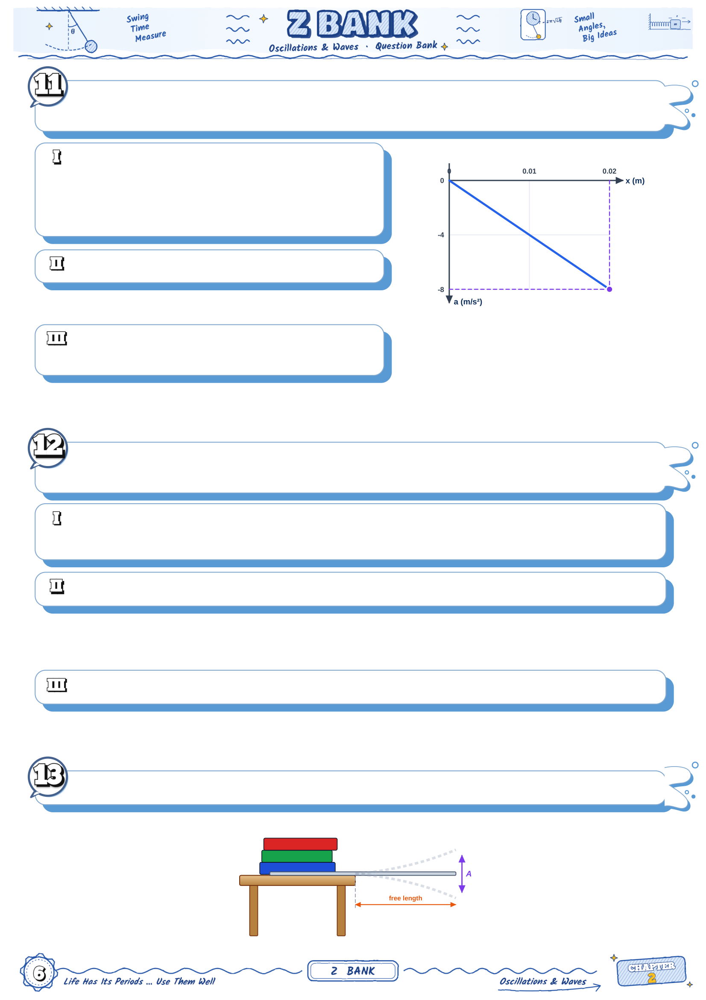 θ
Swing
Time
Measure
Z BANK
Oscillations & Waves · Question Bank
T = 2π√L/g
Small
Angles,
Big Ideas
x
m
11
I
0
0.01
0.02
0
x (m)
-4
-8
a (m/s²)
II
III
12
I
II
III
13
A
free length
6
Life Has Its Periods ... Use Them Well
Z BANK
Oscillations & Waves
CHAPTER
2